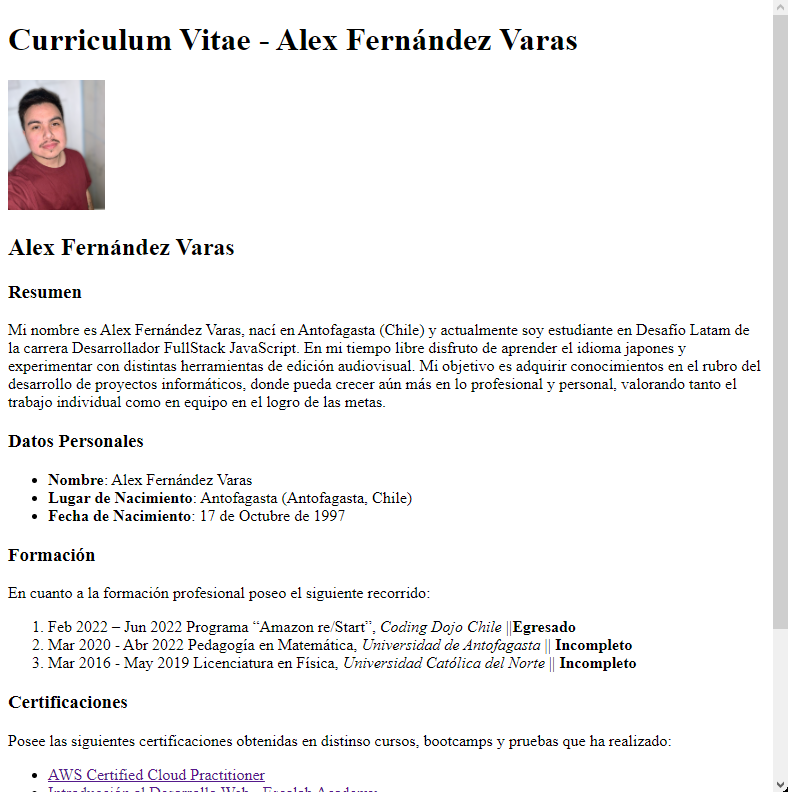 Curriculum Vitae - Alex Fernández Varas
Alex Fernández Varas
Resumen
Mi nombre es Alex Fernández Varas, nací en Antofagasta (Chile) y actualmente soy estudiante en Desafío Latam de
la carrera Desarrollador FullStack JavaScript. En mi tiempo libre disfruto de aprender el idioma japones y
experimentar con distintas herramientas de edición audiovisual. Mi objetivo es adquirir conocimientos en el rubro del
desarrollo de proyectos informáticos, donde pueda crecer aún más en lo profesional y personal, valorando tanto el
trabajo individual como en equipo en el logro de las metas.
Datos Personales
• Nombre: Alex Fernández Varas
• Lugar de Nacimiento: Antofagasta (Antofagasta, Chile)
• Fecha de Nacimiento: 17 de Octubre de 1997
Formación
En cuanto a la formación profesional poseo el siguiente recorrido:
1. Feb 2022 – Jun 2022 Programa “Amazon re/Start”, Coding Dojo Chile ||Egresado
2. Mar 2020 - Abr 2022 Pedagogía en Matemática, Universidad de Antofagasta || Incompleto
3. Mar 2016 - May 2019 Licenciatura en Física, Universidad Católica del Norte || Incompleto
Certificaciones
Posee las siguientes certificaciones obtenidas en distinso cursos, bootcamps y pruebas que ha realizado:
• AWS Certified Cloud Practitioner
• Introducción al Desarrollo Web - Escalab Academy